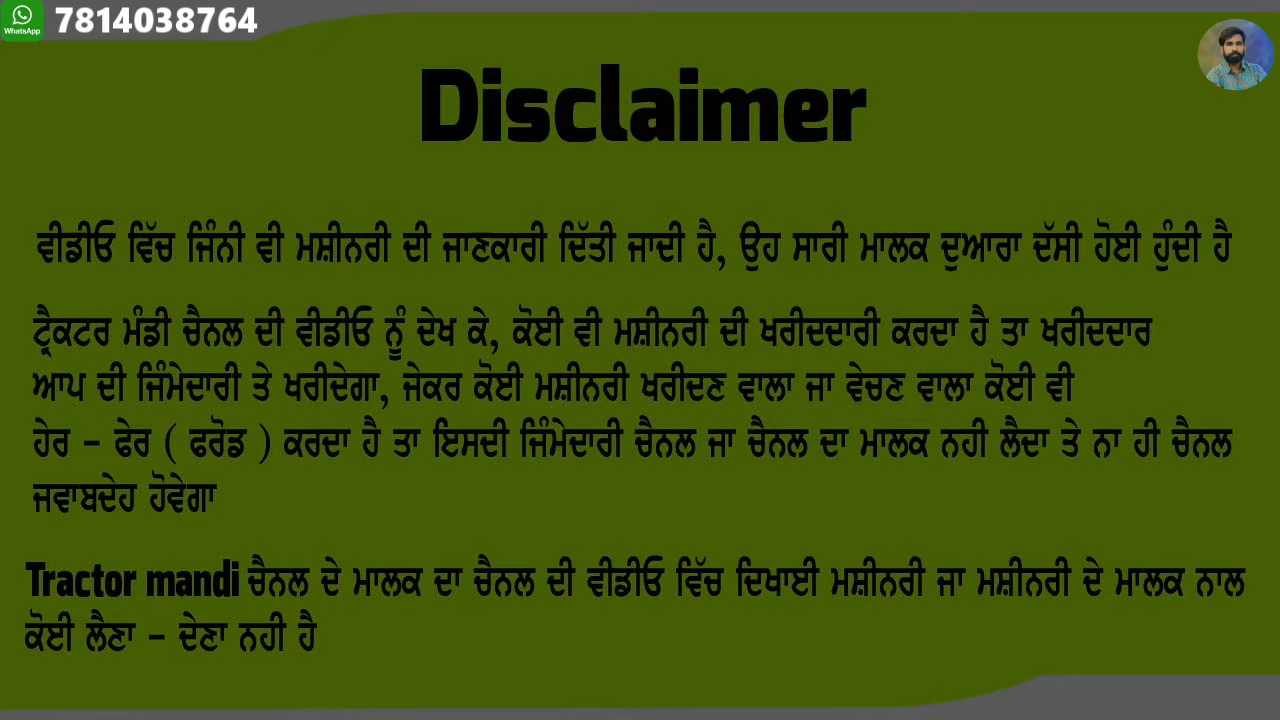 WhatsApp 7814038764
Disclaimer
ਵੀਡੀਓ ਵਿੱਚ ਜਿੰਨੀ ਵੀ ਮਸ਼ੀਨਰੀ ਦੀ ਜਾਣਕਾਰੀ ਦਿੱਤੀ ਜਾਦੀ ਹੈ, ਉਹ ਸਾਰੀ ਮਾਲਕ ਦੁਆਰਾ ਦੱਸੀ ਹੋਈ ਹੁੰਦੀ ਹੈ
ਟ੍ਰੈਕਟਰ ਮੰਡੀ ਚੈਨਲ ਦੀ ਵੀਡੀਓ ਨੂੰ ਦੇਖ ਕੇ, ਕੋਈ ਵੀ ਮਸ਼ੀਨਰੀ ਦੀ ਖਰੀਦਦਾਰੀ ਕਰਦਾ ਹੈ ਤਾ ਖਰੀਦਦਾਰ
ਆਪ ਦੀ ਜਿੰਮੇਦਾਰੀ ਤੇ ਖਰੀਦੇਗਾ, ਜੇਕਰ ਕੋਈ ਮਸ਼ੀਨਰੀ ਖਰੀਦਣ ਵਾਲਾ ਜਾ ਵੇਚਣ ਵਾਲਾ ਕੋਈ ਵੀ
ਹੇਰ - ਫੇਰ ( ਫਰੋਡ ) ਕਰਦਾ ਹੈ ਤਾ ਇਸਦੀ ਜਿੰਮੇਦਾਰੀ ਚੈਨਲ ਜਾ ਚੈਨਲ ਦਾ ਮਾਲਕ ਨਹੀ ਲੈਦਾ ਤੇ ਨਾ ਹੀ ਚੈਨਲ
ਜਵਾਬਦੇਹ ਹੋਵੇਗਾ
Tractor mandi ਚੈਨਲ ਦੇ ਮਾਲਕ ਦਾ ਚੈਨਲ ਦੀ ਵੀਡੀਓ ਵਿੱਚ ਦਿਖਾਈ ਮਸ਼ੀਨਰੀ ਜਾ ਮਸ਼ੀਨਰੀ ਦੇ ਮਾਲਕ ਨਾਲ
ਕੋਈ ਲੈਣਾ - ਦੇਣਾ ਨਹੀ ਹੈ